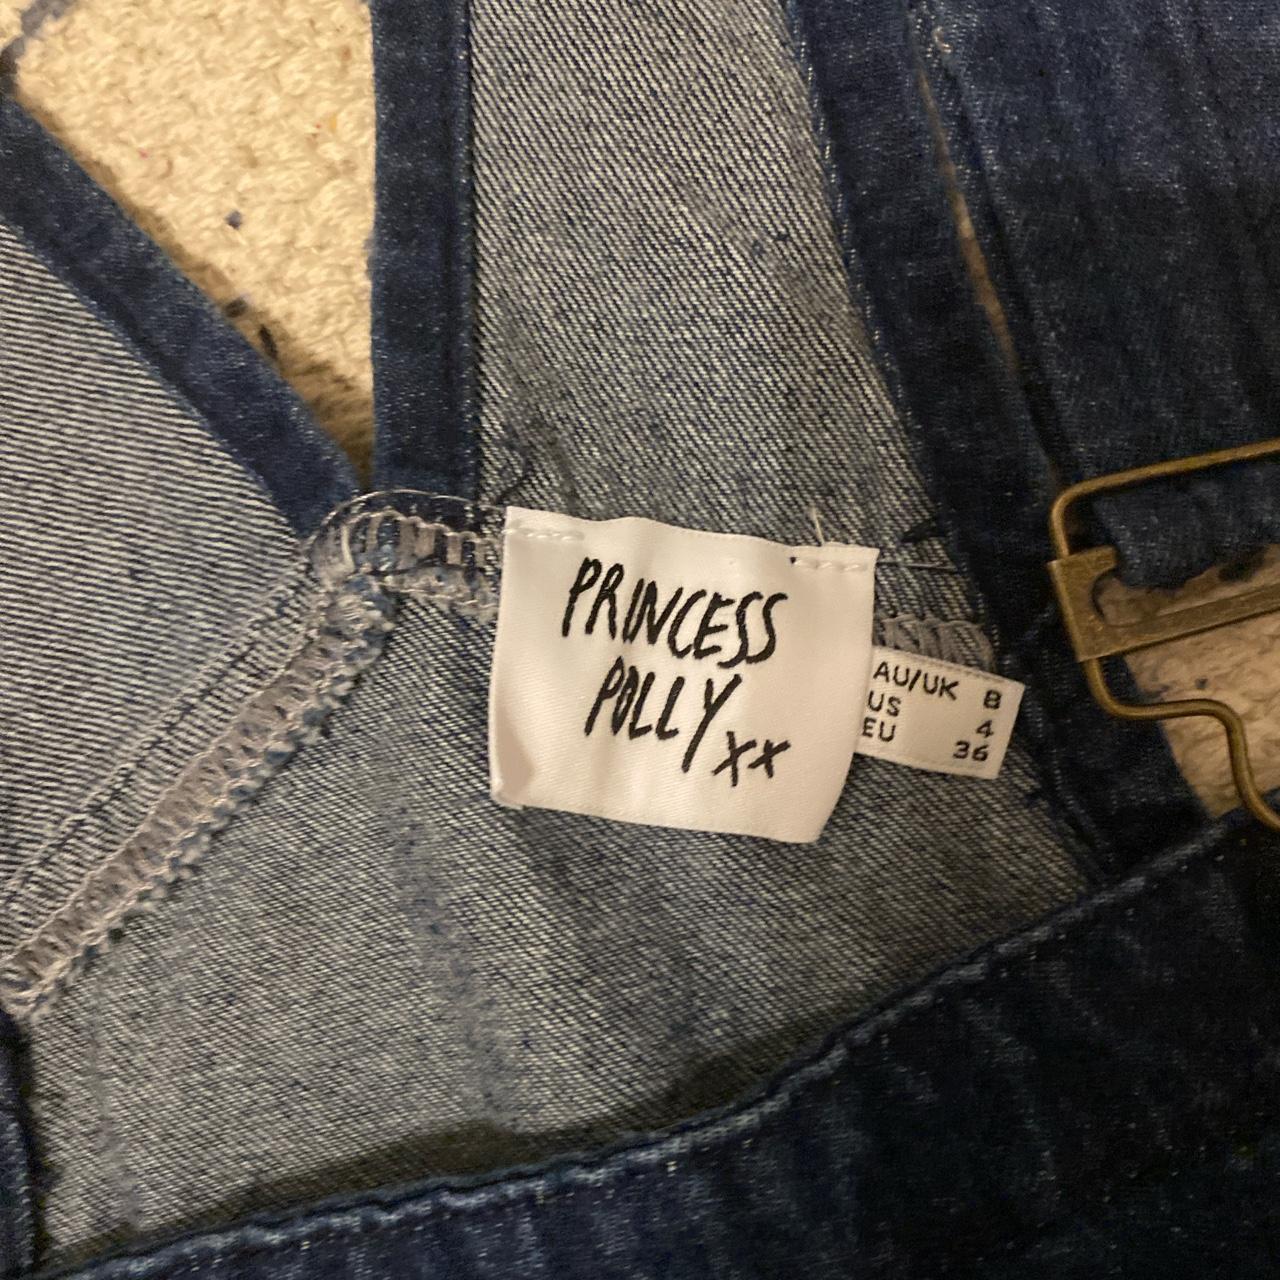 PRINCESS
POLLY xx
AU/UK 8
US 4
EU 36